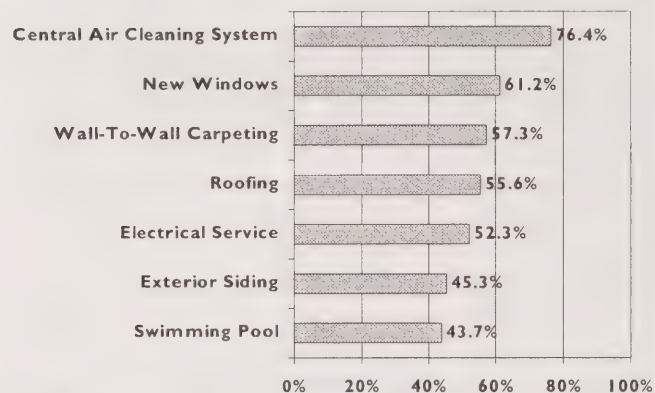 Central Air Cleaning System 76.4%
New Windows 61.2%
Wall-To-Wall Carpeting 57.3%
Roofing 55.6%
Electrical Service 52.3%
Exterior Siding 45.3%
Swimming Pool 43.7%
0% 20% 40% 60% 80% 100%